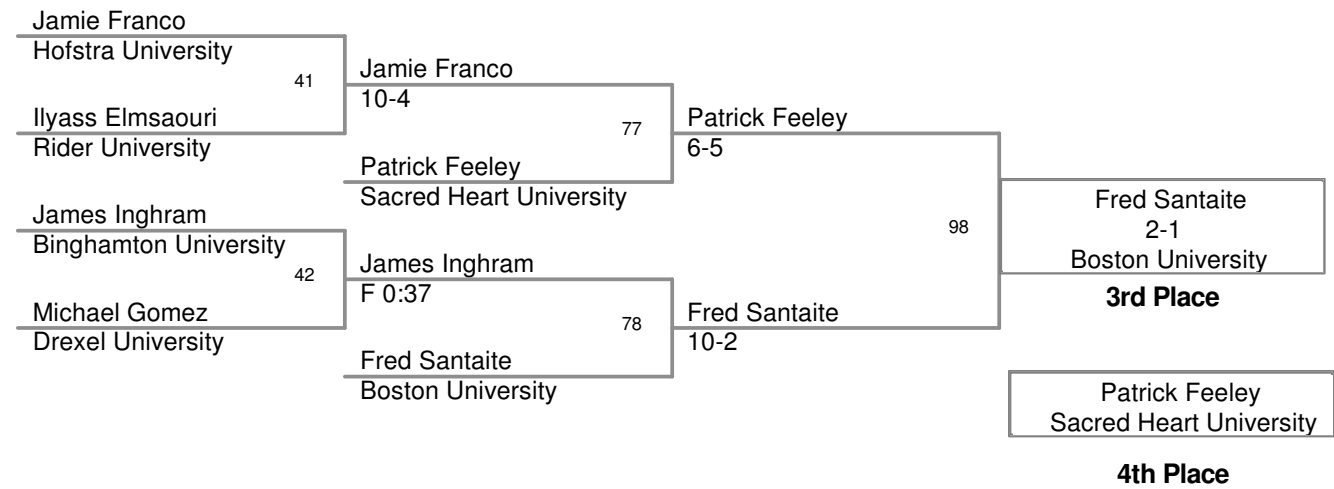 Jamie Franco
Hofstra University
41
Ilyass Elmsaouri
Rider University
James Inghram
Binghamton University
42
Michael Gomez
Drexel University
Jamie Franco
10-4
77
Patrick Feeley
Sacred Heart University
James Inghram
F 0:37
78
Fred Santaite
Boston University
Patrick Feeley
6-5
98
Fred Santaite
10-2
Fred Santaite
2-1
Boston University
3rd Place
Patrick Feeley
Sacred Heart University
4th Place